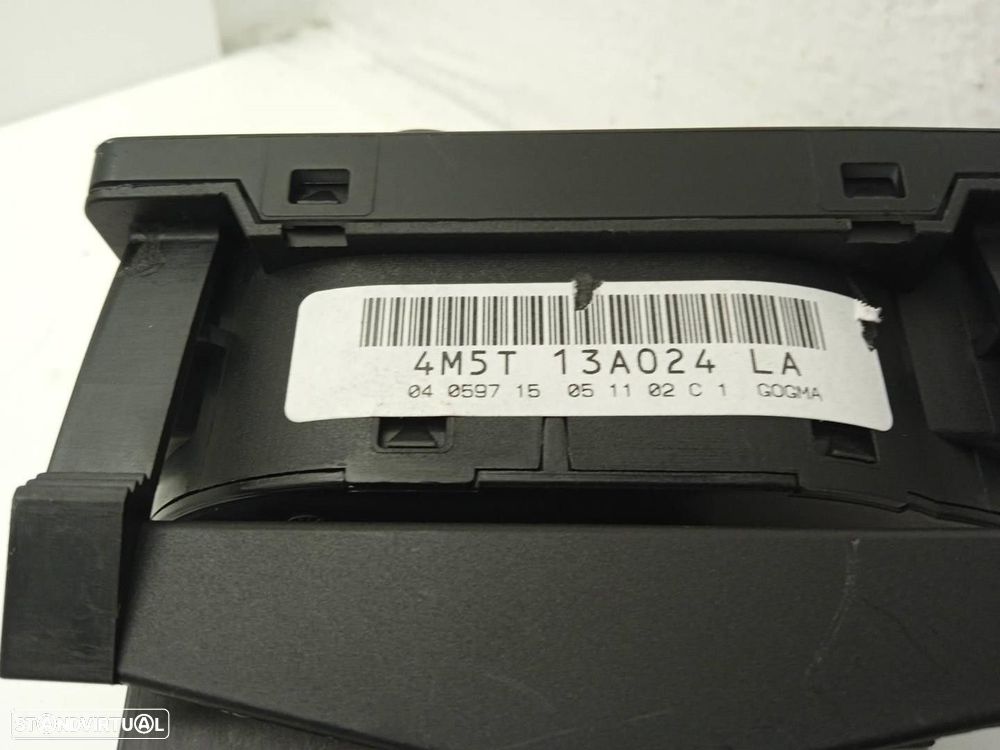 4M5T 13A024 LA
04 0597 15 05 11 02 C 1 GOGMA
STANDVIRTUAL